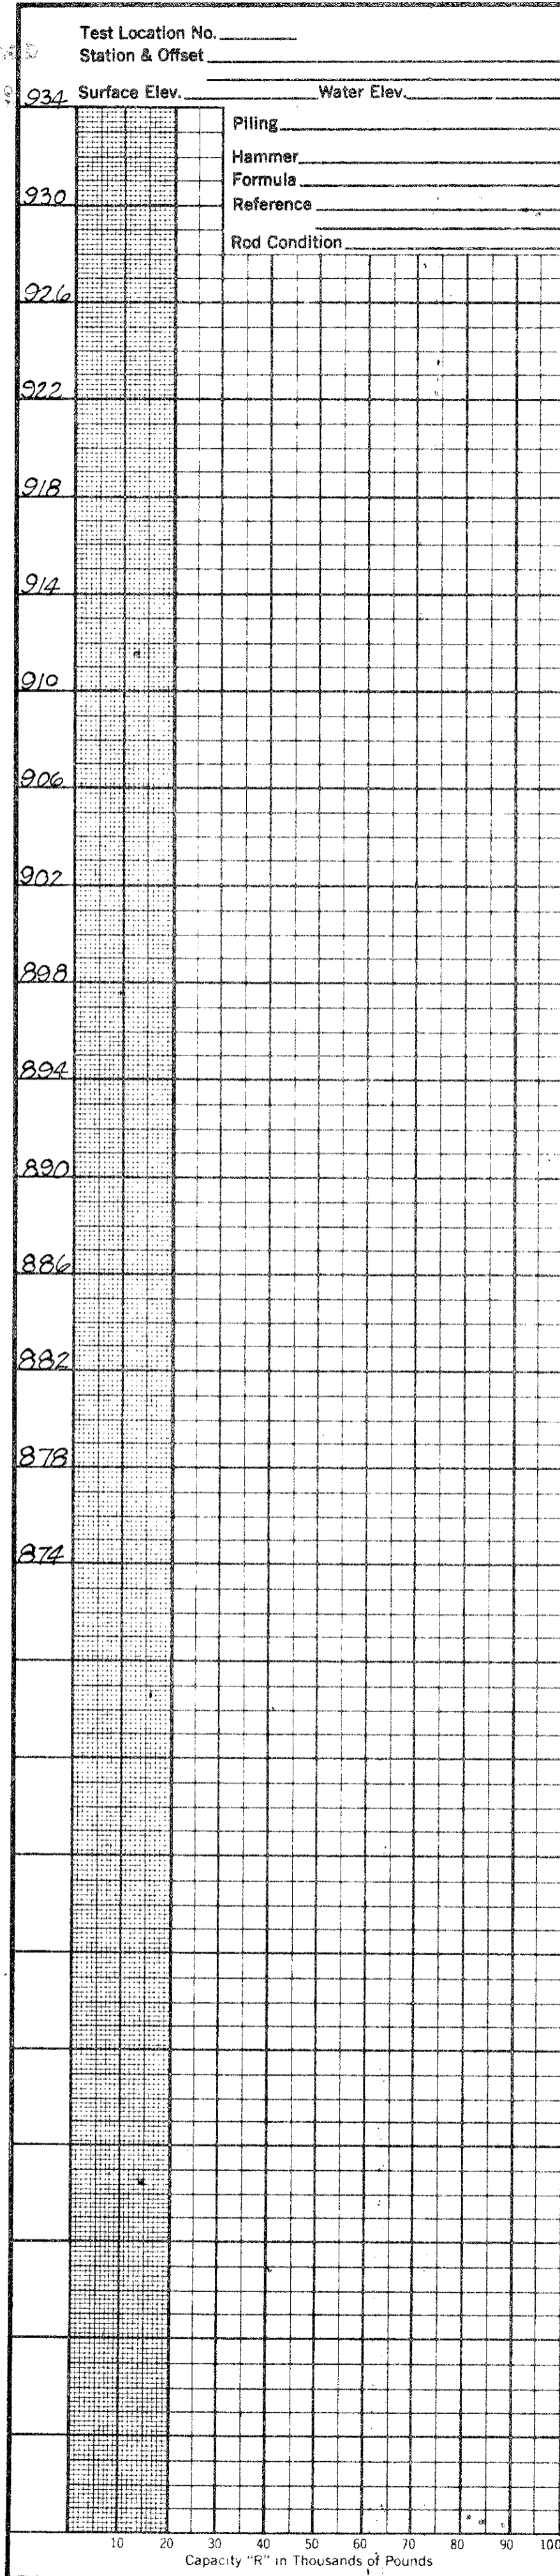 Test Location No.
Station & Offset
Surface Elev. Water Elev.
934
Piling
Hammer
Formula
930
Reference
Rod Condition
926
922
918
914
910
906
902
898
894
890
886
882
878
874
10 20 30 40 50 60 70 80 90 100
Capacity "R" in Thousands of Pounds